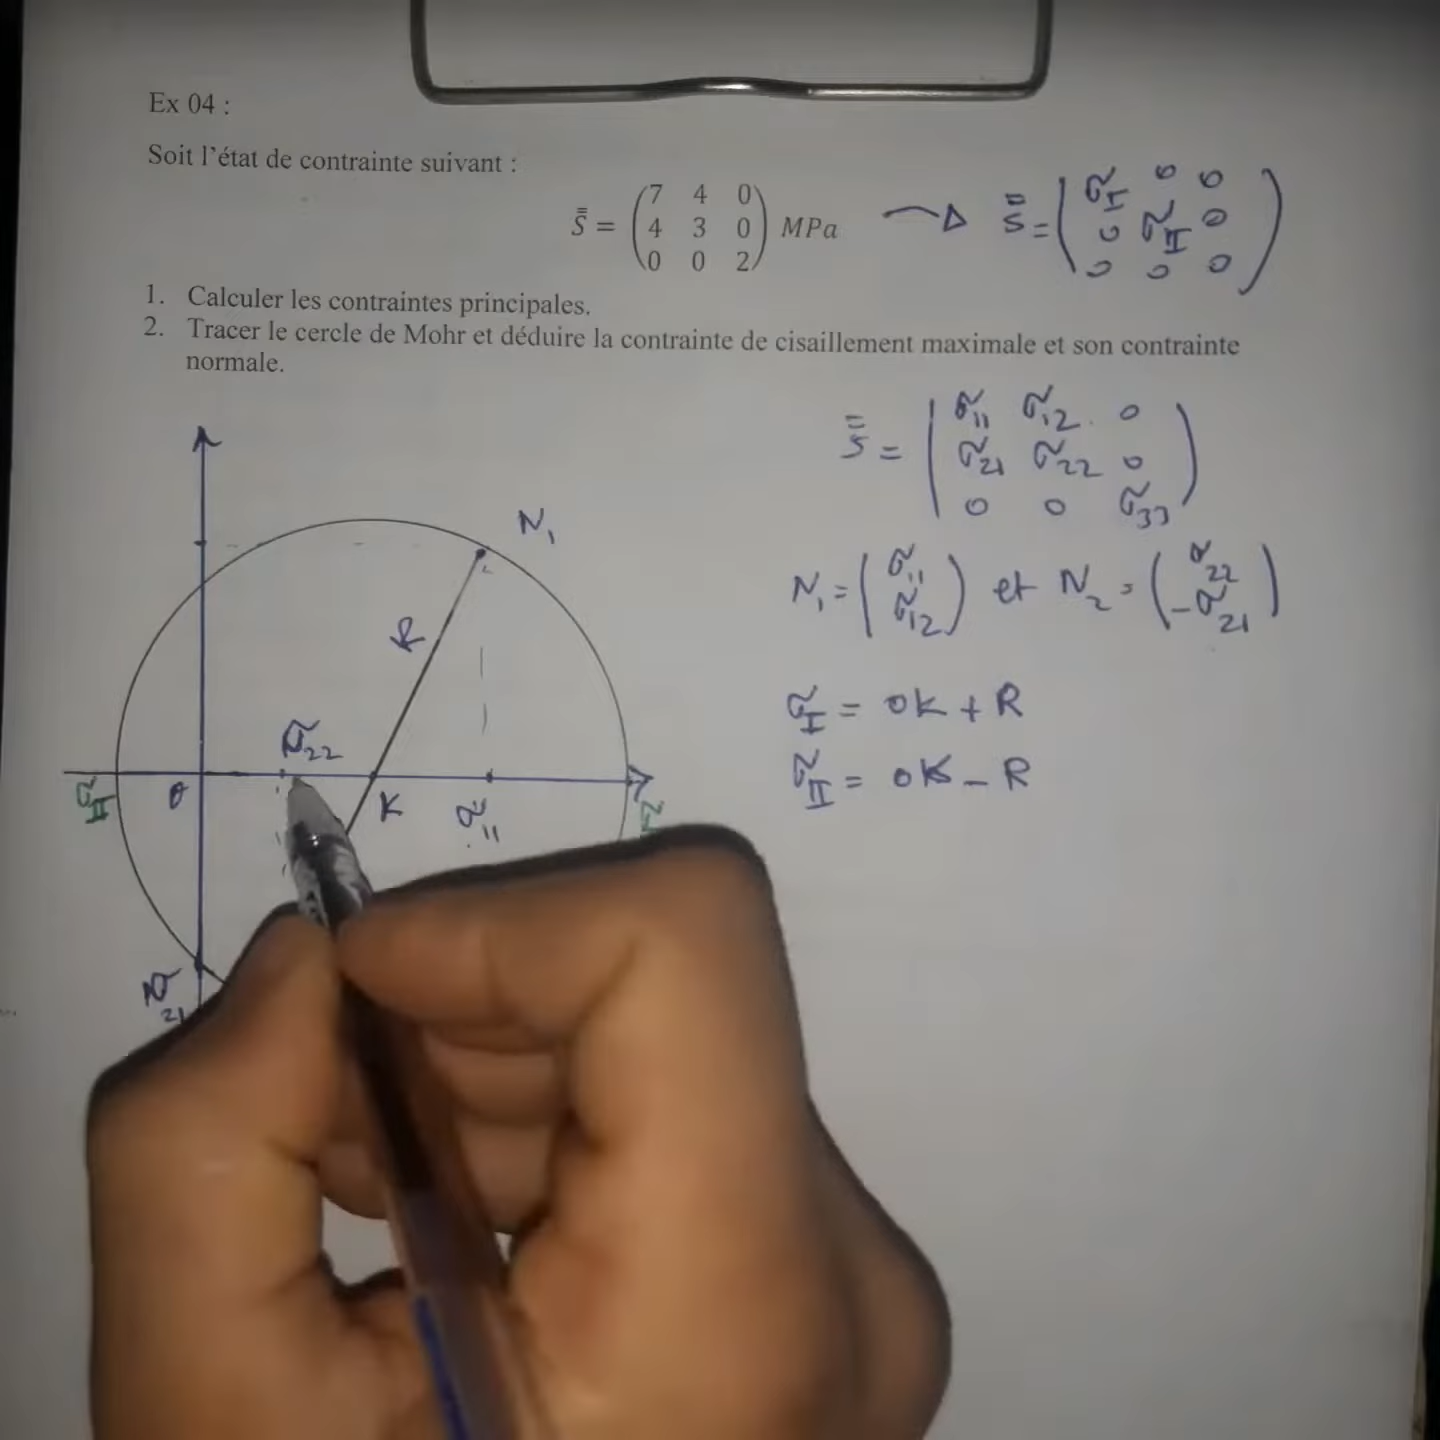 Ex 04 :
Soit l'état de contrainte suivant :
S̿ = (7 4 0
4 3 0
0 0 2) MPa → S̿ = (σI 0 0
0 σII 0
0 0 0)
1. Calculer les contraintes principales.
2. Tracer le cercle de Mohr et déduire la contrainte de cisaillement maximale et son contrainte
normale.
S̿ = (σ11 σ12 0
σ21 σ22 0
0 0 σ33)
N1 = (σ11
σ12) et N2 = (σ22
-σ21)
σI = OK + R
σII = OK - R
N1
R
σ22
σII
O
K
σ11
σ21